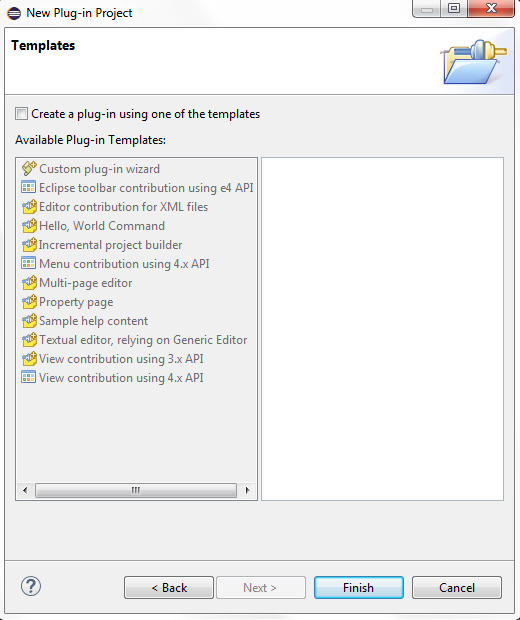 New Plug-in Project
Templates
Create a plug-in using one of the templates
Available Plug-in Templates:
Custom plug-in wizard
Eclipse toolbar contribution using e4 API
Editor contribution for XML files
Hello, World Command
Incremental project builder
Menu contribution using 4.x API
Multi-page editor
Property page
Sample help content
Textual editor, relying on Generic Editor
View contribution using 3.x API
View contribution using 4.x API
?
< Back
Next >
Finish
Cancel